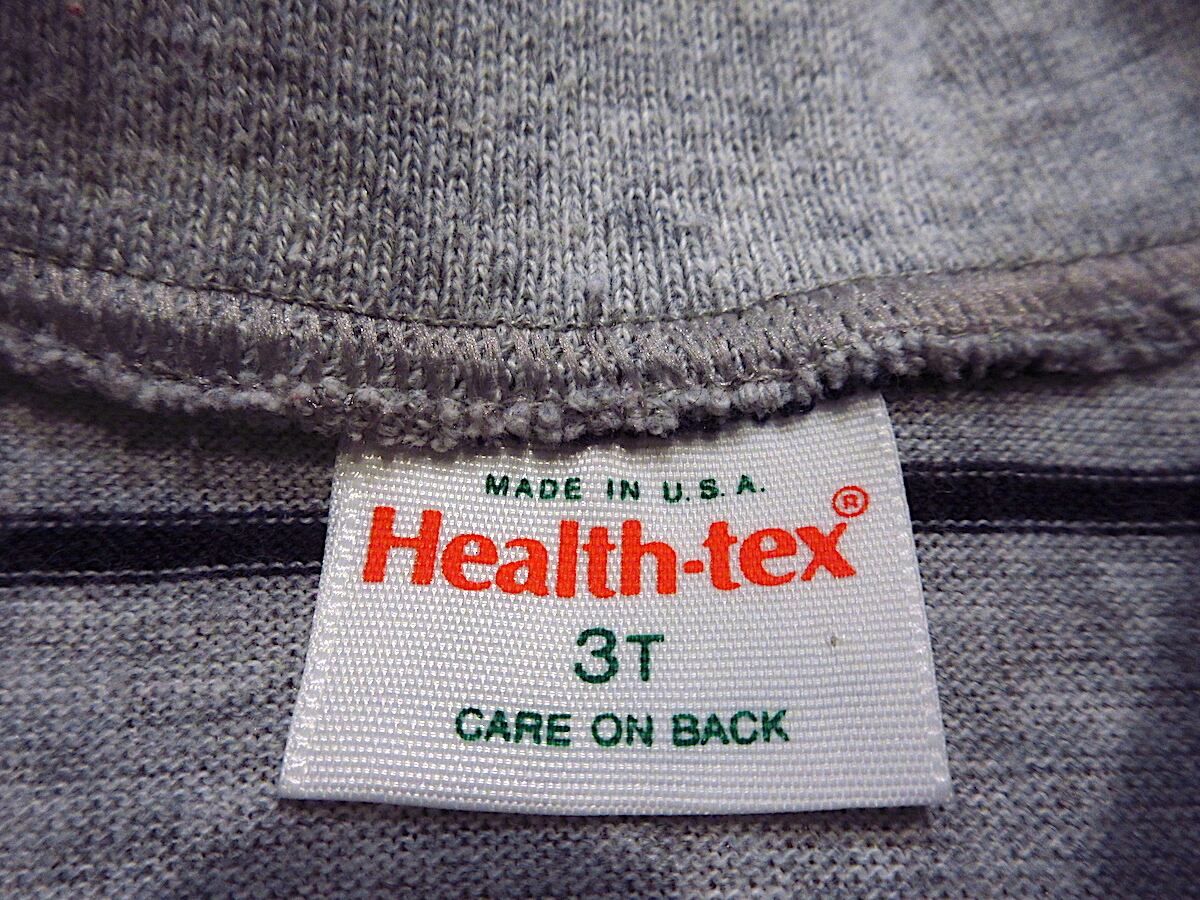 MADE IN U.S.A.
Health-tex®
3T
CARE ON BACK